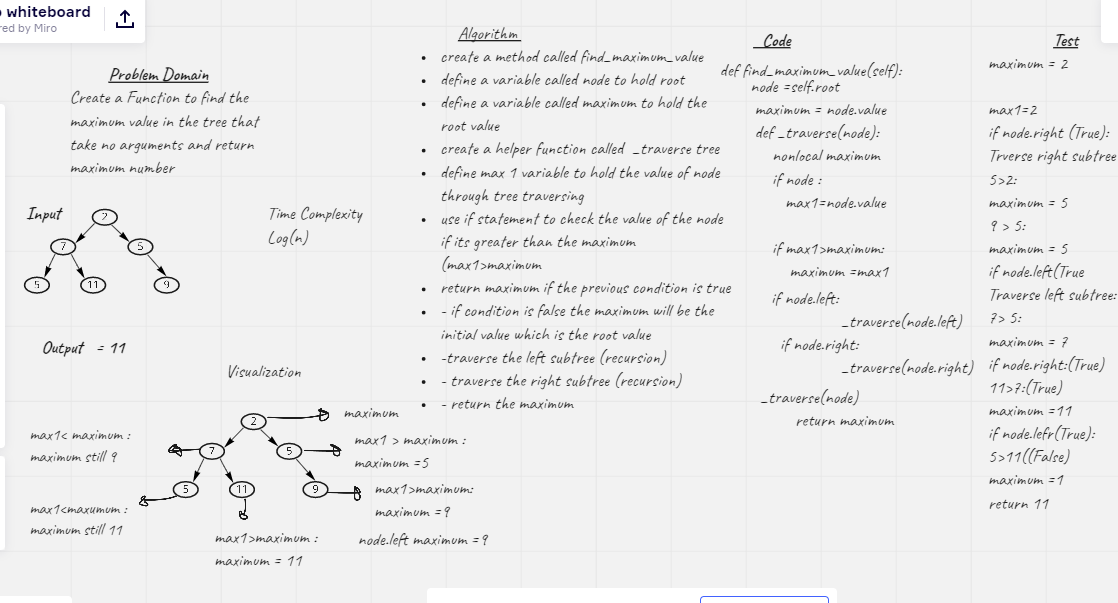 whiteboard
red by Miro
Problem Domain
Create a Function to find the
maximum value in the tree that
take no arguments and return
maximum number
Input
2
7
5
5
11
9
Time Complexity
Log(n)
Output = 11
Visualization
2
7
5
5
11
9
maximum
max1 > maximum :
maximum =5
max1>maximum:
maximum =9
node.left maximum =9
max1< maximum :
maximum still 9
max1<maxumum :
maximum still 11
max1>maximum :
maximum = 11
Algorithm
• create a method called find_maximum_value
• define a variable called node to hold root
• define a variable called maximum to hold the
root value
• create a helper function called _traverse tree
• define max 1 variable to hold the value of node
through tree traversing
• use if statement to check the value of the node
if its greater than the maximum
(max1>maximum
• return maximum if the previous condition is true
• - if condition is false the maximum will be the
initial value which is the root value
• -traverse the left subtree (recursion)
• - traverse the right subtree (recursion)
• - return the maximum
Code
def find_maximum_value(self):
node =self.root
maximum = node.value
def _traverse(node):
nonlocal maximum
if node :
max1=node.value
if max1>maximum:
maximum =max1
if node.left:
_traverse(node.left)
if node.right:
_traverse(node.right)
_traverse(node)
return maximum
Test
maximum = 2
max1=2
if node.right (True):
Trverse right subtree
5>2:
maximum = 5
9 > 5:
maximum = 5
if node.left(True
Traverse left subtree:
7> 5:
maximum = 7
if node.right:(True)
11>7:(True)
maximum =11
if node.lefr(True):
5>11((False)
maximum =1
return 11